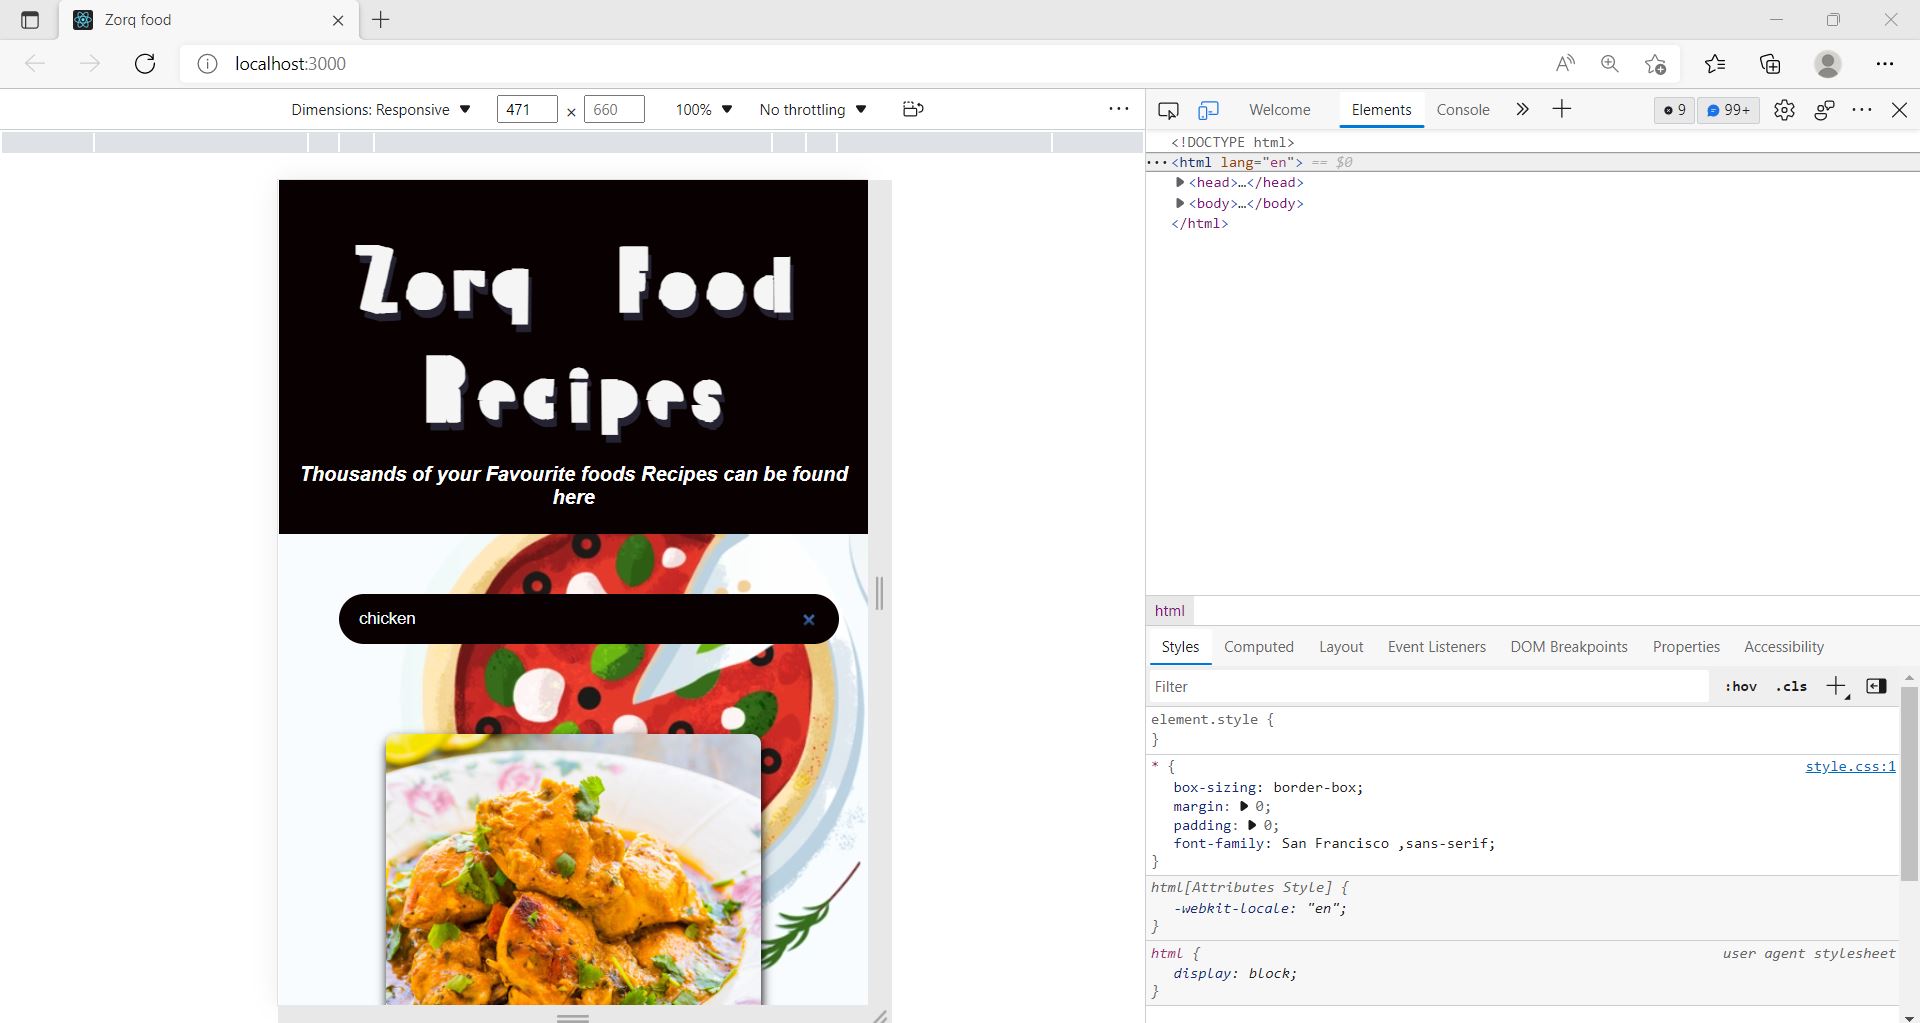 Zorq food
localhost:3000
Dimensions: Responsive 471 × 660 100% No throttling
Welcome Elements Console 9 99+
<!DOCTYPE html>
<html lang="en"> == $0
<head>…</head>
<body>…</body>
</html>
Zorq Food
Recipes
Thousands of your Favourite foods Recipes can be found
here
chicken
html
Styles Computed Layout Event Listeners DOM Breakpoints Properties Accessibility
Filter :hov .cls
element.style {
}
* { style.css:1
box-sizing: border-box;
margin: 0;
padding: 0;
font-family: San Francisco ,sans-serif;
}
html[Attributes Style] {
-webkit-locale: "en";
}
html { user agent stylesheet
display: block;
}